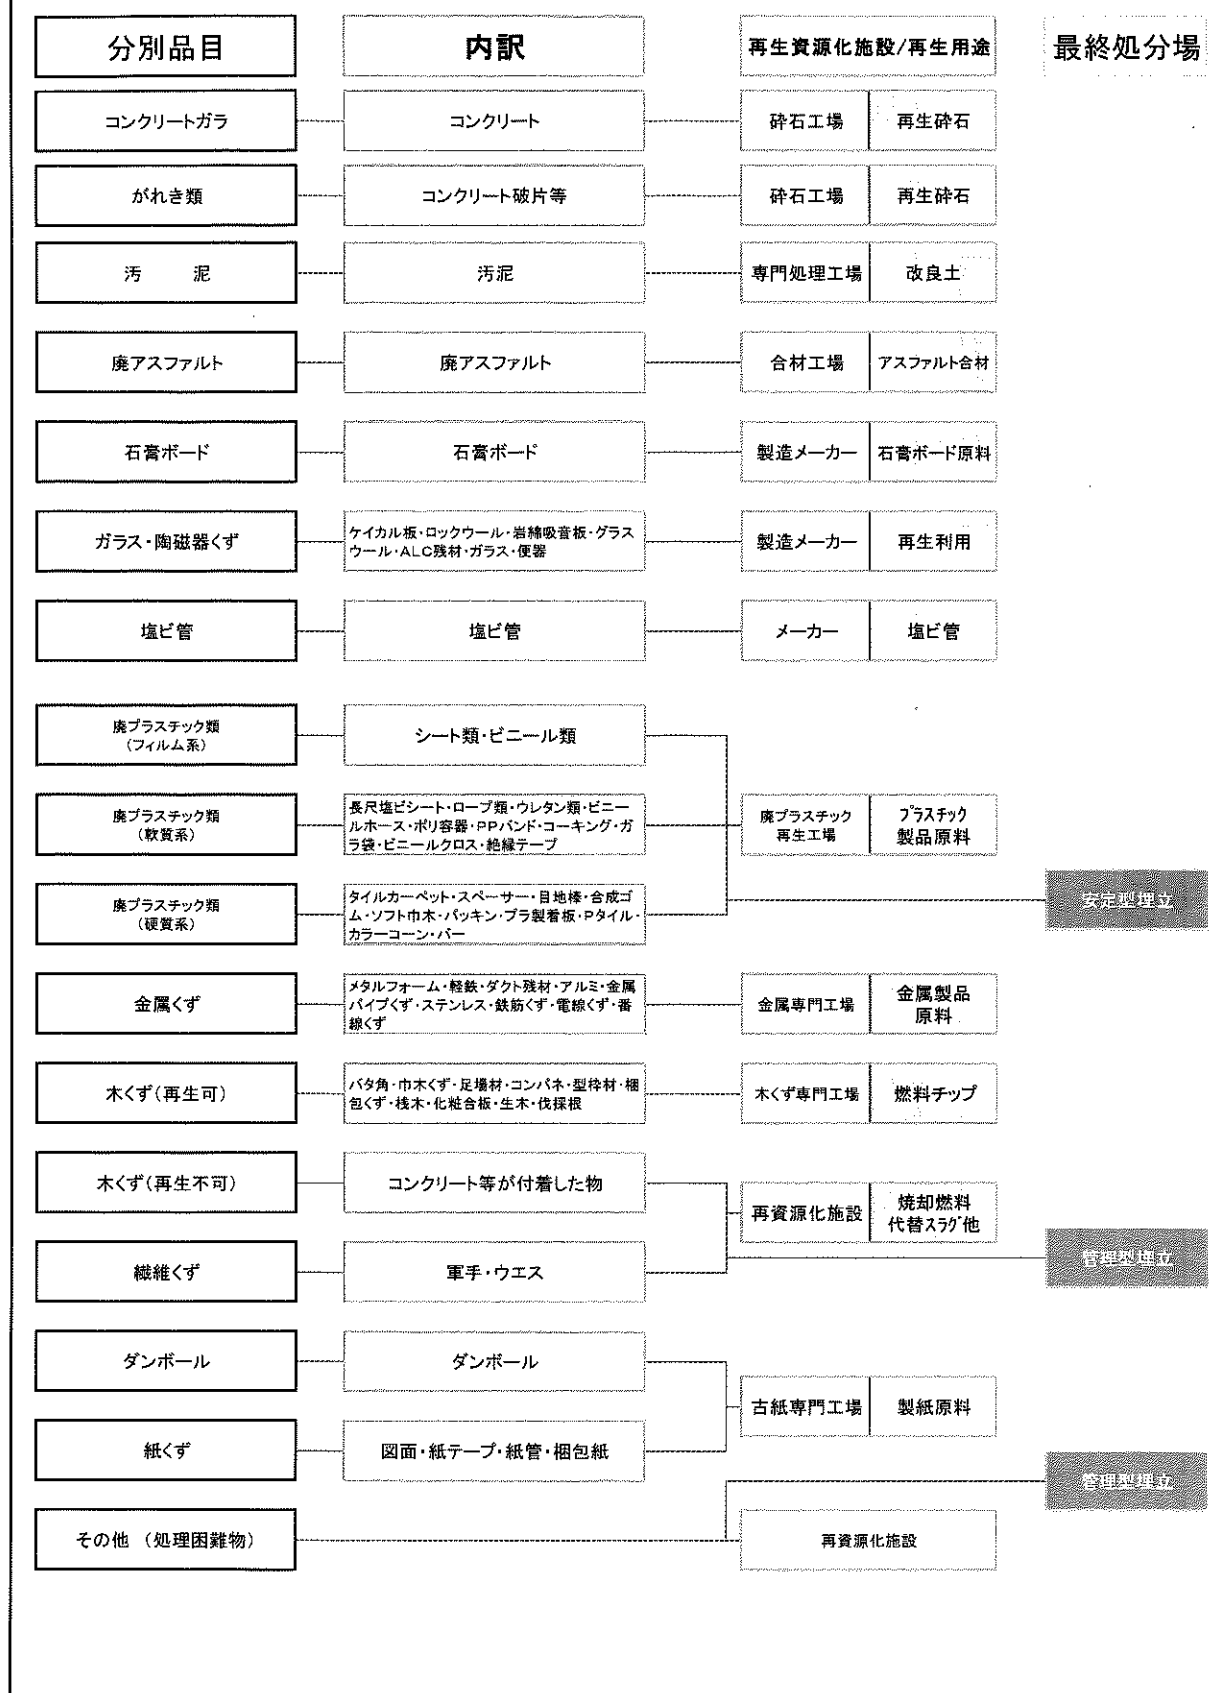 分別品目
内訳
再生資源化施設/再生用途
最終処分場
コンクリートガラ
コンクリート
砕石工場
再生砕石
がれき類
コンクリート破片等
砕石工場
再生砕石
汚　　泥
汚泥
専門処理工場
改良土
廃アスファルト
廃アスファルト
合材工場
アスファルト合材
石膏ボード
石膏ボード
製造メーカー
石膏ボード原料
ガラス・陶磁器くず
ケイカル板・ロックウール・岩綿吸音板・グラス
ウール・ALC残材・ガラス・便器
製造メーカー
再生利用
塩ビ管
塩ビ管
メーカー
塩ビ管
廃プラスチック類
（フィルム系）
シート類・ビニール類
廃プラスチック類
（軟質系）
長尺塩ビシート・ロープ類・ウレタン類・ビニー
ルホース・ポリ容器・PPバンド・コーキング・ガ
ラ袋・ビニールクロス・絶縁テープ
廃プラスチック
再生工場
プラスチック
製品原料
廃プラスチック類
（硬質系）
タイルカーペット・スペーサー・目地棒・合成ゴ
ム・ソフト巾木・パッキン・プラ製看板・Pタイル・
カラーコーン・バー
安定型埋立
金属くず
メタルフォーム・軽鉄・ダクト残材・アルミ・金属
パイプくず・ステンレス・鉄筋くず・電線くず・番
線くず
金属専門工場
金属製品
原料
木くず（再生可）
バタ角・巾木くず・足場材・コンパネ・型枠材・梱
包くず・桟木・化粧合板・生木・伐採根
木くず専門工場
燃料チップ
木くず（再生不可）
コンクリート等が付着した物
再資源化施設
焼却燃料
代替スラグ他
繊維くず
軍手・ウエス
管理型埋立
ダンボール
ダンボール
古紙専門工場
製紙原料
紙くず
図面・紙テープ・紙管・梱包紙
管理型埋立
その他　（処理困難物）
再資源化施設